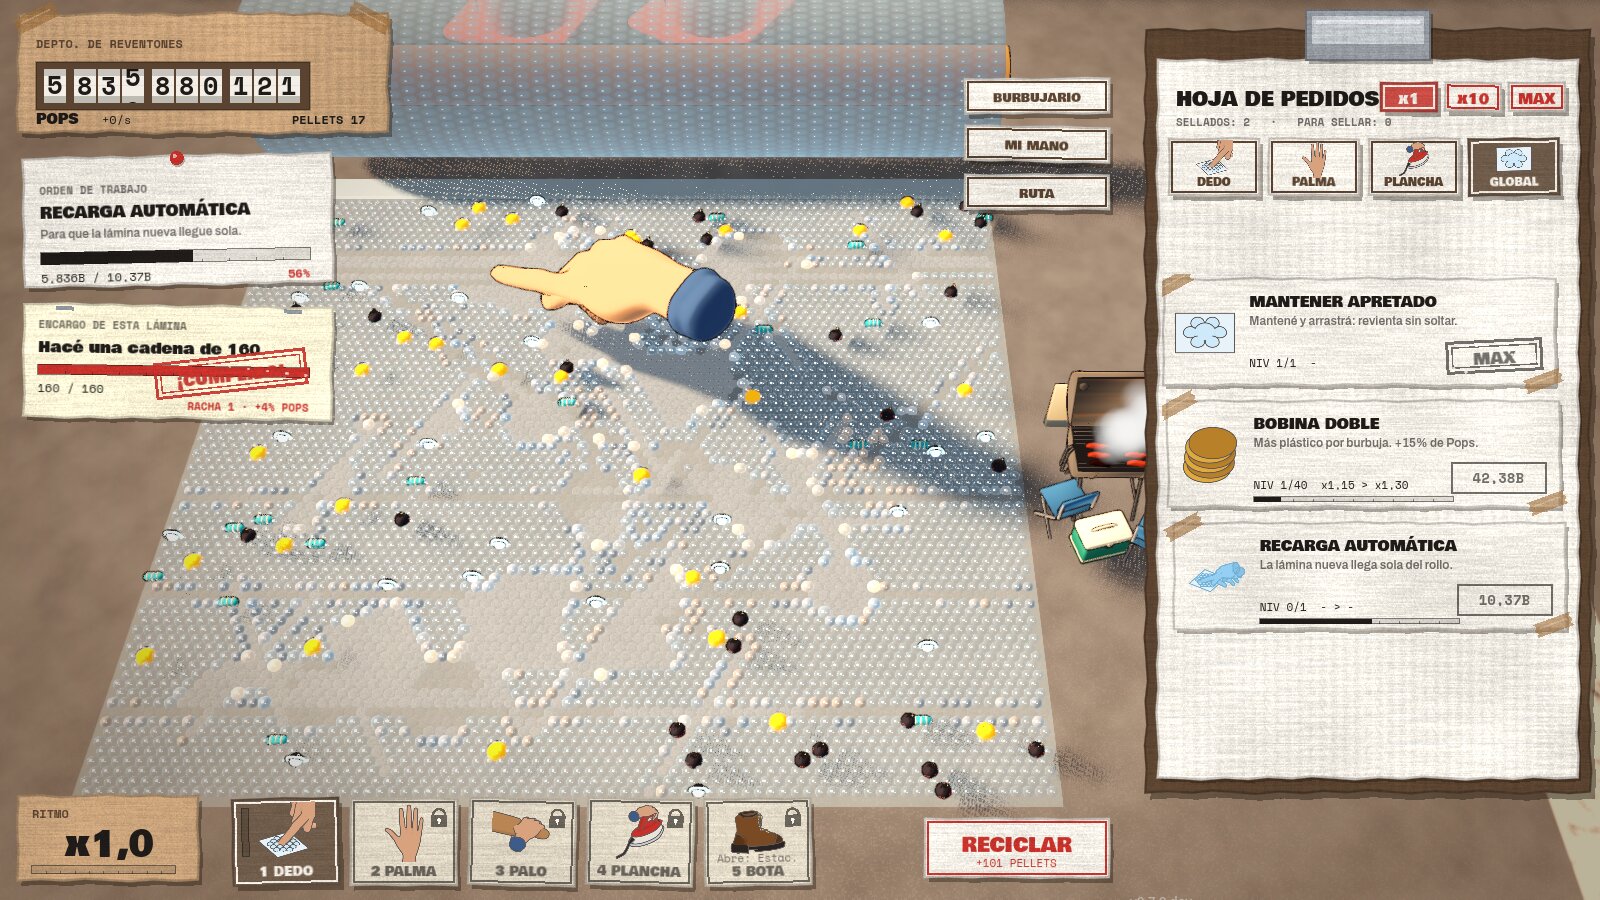 DEPTO. DE REVENTONES
5 835 880 121
POPS +0/s PELLETS 17
ORDEN DE TRABAJO
RECARGA AUTOMÁTICA
Para que la lámina nueva llegue sola.
5.836B / 10.37B 56%
ENCARGO DE ESTA LÁMINA
Hacé una cadena de 160
160 / 160
RACHA 1 · +4% POPS
BURBUJARIO
MI MANO
RUTA
HOJA DE PEDIDOS x1 x10 MAX
SELLADOS: 2 · PARA SELLAR: 0
DEDO PALMA PLANCHA GLOBAL
MANTENER APRETADO
Mantené y arrastrá: revienta sin soltar.
NIV 1/1 -
MAX
BOBINA DOBLE
Más plástico por burbuja. +15% de Pops.
NIV 1/40 x1,15 > x1,30
42,38B
RECARGA AUTOMÁTICA
La lámina nueva llega sola del rollo.
NIV 0/1 - > -
10,37B
RITMO
x1,0
1 DEDO
2 PALMA
3 PALO
4 PLANCHA
Abre: Estac.
5 BOTA
RECICLAR
+101 PELLETS